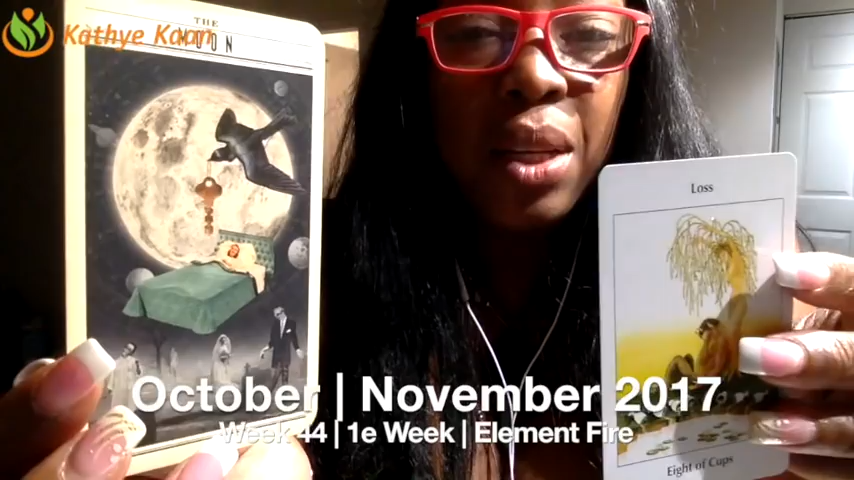 Kathye Kaan
THE
MOON
Loss
October | November 2017
Week 44 | 1e Week | Element Fire
Eight of Cups